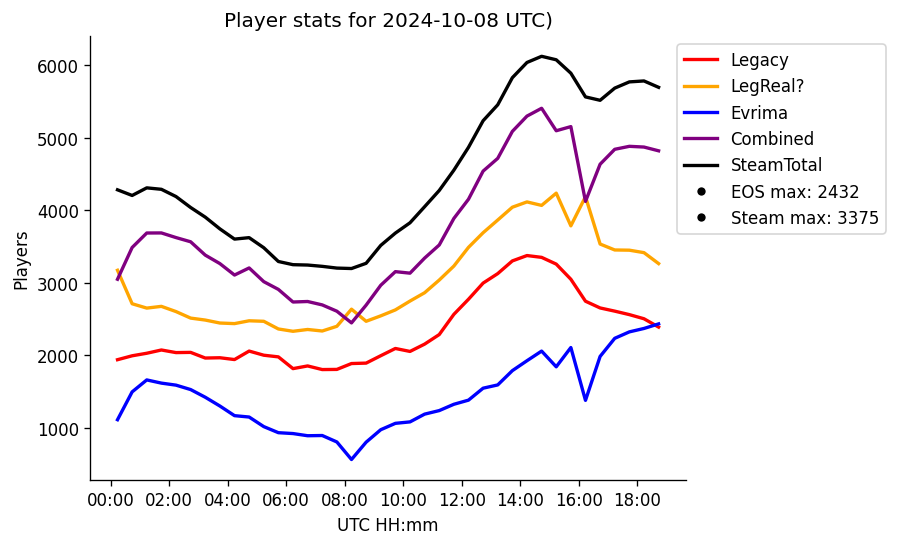 Player stats for 2024-10-08 UTC)
Legacy
LegReal?
Evrima
Combined
SteamTotal
EOS max: 2432
Steam max: 3375
Players
6000
5000
4000
3000
2000
1000
00:00 02:00 04:00 06:00 08:00 10:00 12:00 14:00 16:00 18:00
UTC HH:mm